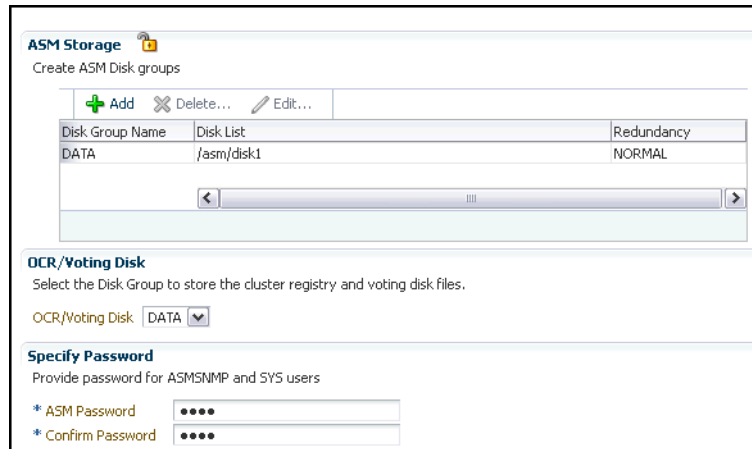 ASM Storage
Create ASM Disk groups
Add Delete... Edit...
Disk Group Name Disk List Redundancy
DATA /asm/disk1 NORMAL
OCR/Voting Disk
Select the Disk Group to store the cluster registry and voting disk files.
OCR/Voting Disk DATA
Specify Password
Provide password for ASMSNMP and SYS users
* ASM Password ••••
* Confirm Password ••••